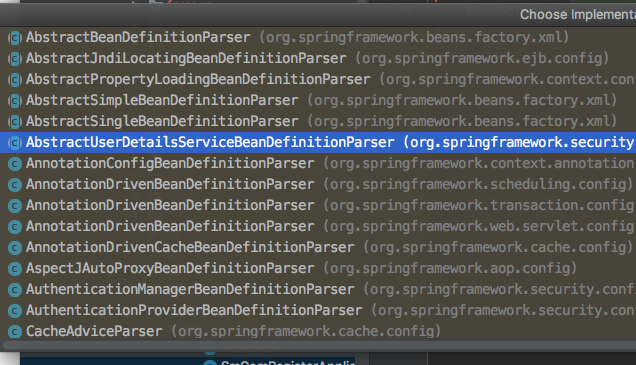 Choose Implementa
AbstractBeanDefinitionParser (org.springframework.beans.factory.xml)
AbstractJndiLocatingBeanDefinitionParser (org.springframework.ejb.config)
AbstractPropertyLoadingBeanDefinitionParser (org.springframework.context.con
AbstractSimpleBeanDefinitionParser (org.springframework.beans.factory.xml)
AbstractSingleBeanDefinitionParser (org.springframework.beans.factory.xml)
AbstractUserDetailsServiceBeanDefinitionParser (org.springframework.security
AnnotationConfigBeanDefinitionParser (org.springframework.context.annotation
AnnotationDrivenBeanDefinitionParser (org.springframework.scheduling.config)
AnnotationDrivenBeanDefinitionParser (org.springframework.transaction.config
AnnotationDrivenBeanDefinitionParser (org.springframework.web.servlet.config
AnnotationDrivenCacheBeanDefinitionParser (org.springframework.cache.config)
AspectJAutoProxyBeanDefinitionParser (org.springframework.aop.config)
AuthenticationManagerBeanDefinitionParser (org.springframework.security.conf
AuthenticationProviderBeanDefinitionParser (org.springframework.security.con
CacheAdviceParser (org.springframework.cache.config)